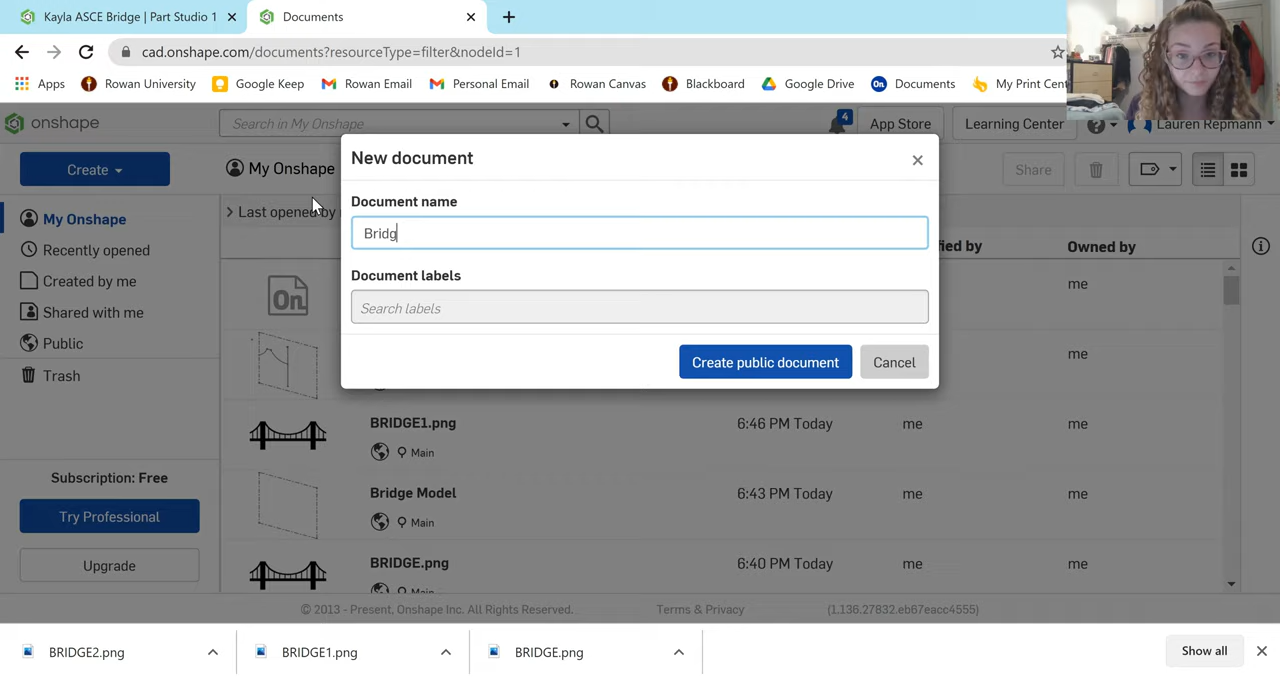 Kayla ASCE Bridge | Part Studio 1
Documents
cad.onshape.com/documents?resourceType=filter&nodeId=1
Apps
Rowan University
Google Keep
Rowan Email
Personal Email
Rowan Canvas
Blackboard
Google Drive
On Documents
My Print Cent
onshape
Search in My Onshape
4
App Store
Learning Center
Lauren Repmann
Create
My Onshape
Share
New document
Document name
Bridg
Document labels
Search labels
Create public document
Cancel
My Onshape
Recently opened
Created by me
Shared with me
Public
Trash
Subscription: Free
Try Professional
Upgrade
Last opened by
fied by
Owned by
On
me
me
BRIDGE1.png
6:46 PM Today
me
me
Main
Bridge Model
6:43 PM Today
me
me
Main
BRIDGE.png
6:40 PM Today
me
me
Main
© 2013 - Present, Onshape Inc. All Rights Reserved.
Terms & Privacy
(1.136.27832.eb67eacc4555)
BRIDGE2.png
BRIDGE1.png
BRIDGE.png
Show all